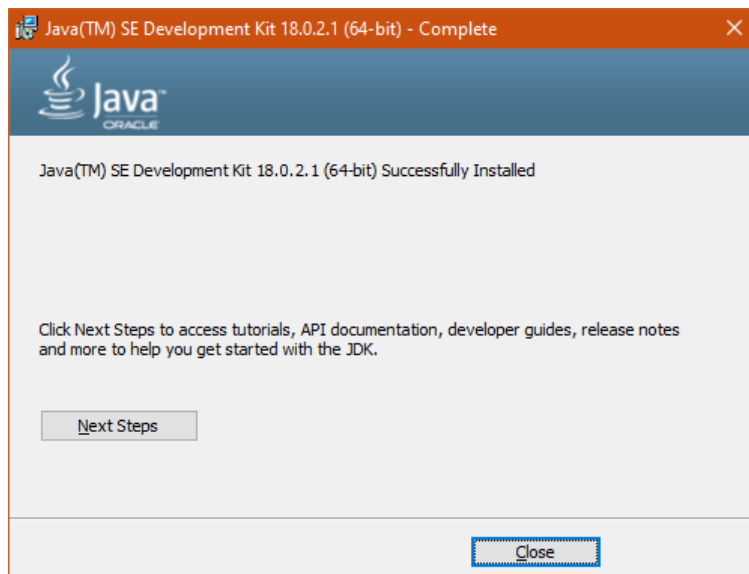 Java(TM) SE Development Kit 18.0.2.1 (64-bit) - Complete
Java™
ORACLE
Java(TM) SE Development Kit 18.0.2.1 (64-bit) Successfully Installed
Click Next Steps to access tutorials, API documentation, developer guides, release notes
and more to help you get started with the JDK.
Next Steps
Close